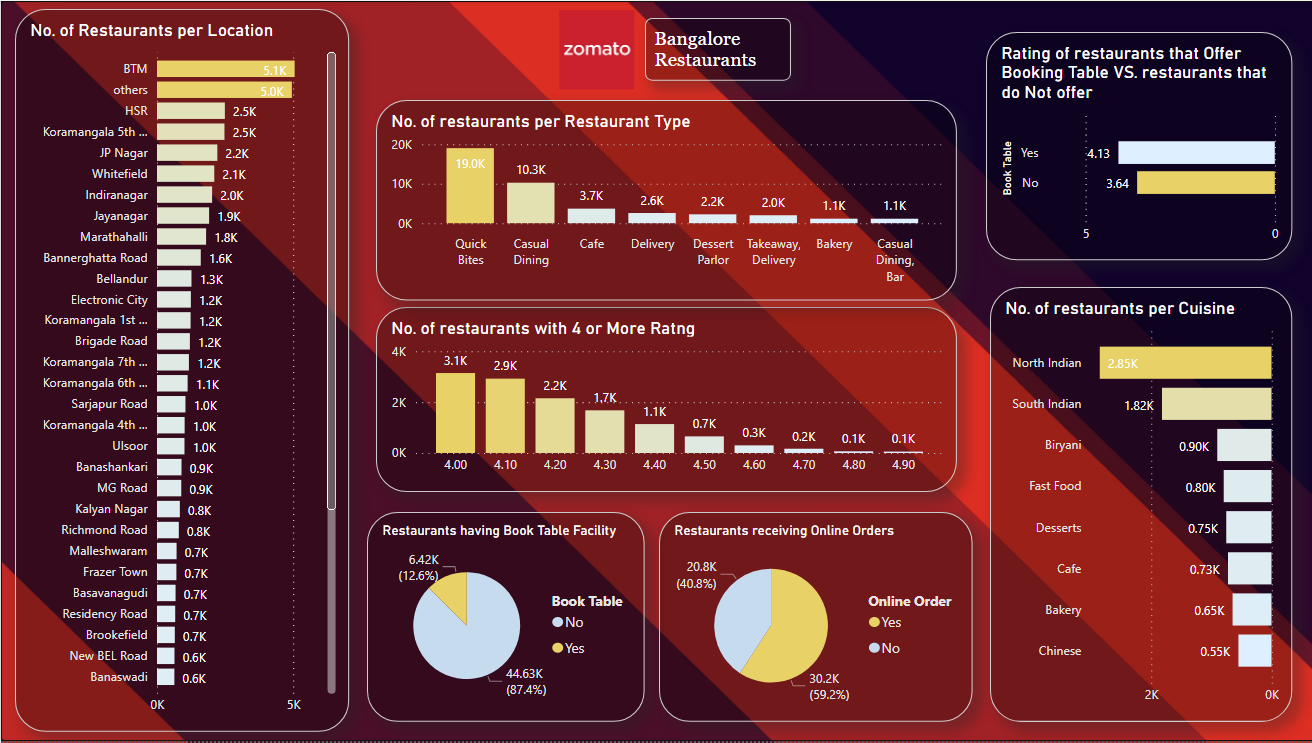 No. of Restaurants per Location
BTM 5.1K
others 5.0K
HSR 2.5K
Koramangala 5th ... 2.5K
JP Nagar 2.2K
Whitefield 2.1K
Indiranagar 2.0K
Jayanagar 1.9K
Marathahalli 1.8K
Bannerghatta Road 1.6K
Bellandur 1.3K
Electronic City 1.2K
Koramangala 1st ... 1.2K
Brigade Road 1.2K
Koramangala 7th ... 1.2K
Koramangala 6th ... 1.1K
Sarjapur Road 1.0K
Koramangala 4th ... 1.0K
Ulsoor 1.0K
Banashankari 0.9K
MG Road 0.9K
Kalyan Nagar 0.8K
Richmond Road 0.8K
Malleshwaram 0.7K
Frazer Town 0.7K
Basavanagudi 0.7K
Residency Road 0.7K
Brookefield 0.7K
New BEL Road 0.6K
Banaswadi 0.6K
0K 5K
zomato
Bangalore
Restaurants
No. of restaurants per Restaurant Type
20K
10K
0K
19.0K 10.3K 3.7K 2.6K 2.2K 2.0K 1.1K 1.1K
Quick Casual Cafe Delivery Dessert Takeaway, Bakery Casual
Bites Dining Parlor Delivery Dining,
Bar
No. of restaurants with 4 or More Ratng
4K
2K
0K
3.1K 2.9K 2.2K 1.7K 1.1K 0.7K 0.3K 0.2K 0.1K 0.1K
4.00 4.10 4.20 4.30 4.40 4.50 4.60 4.70 4.80 4.90
Restaurants having Book Table Facility
6.42K
(12.6%)
44.63K
(87.4%)
Book Table
No
Yes
Restaurants receiving Online Orders
20.8K
(40.8%)
30.2K
(59.2%)
Online Order
Yes
No
Rating of restaurants that Offer
Booking Table VS. restaurants that
do Not offer
Book Table
Yes 4.13
No 3.64
5 0
No. of restaurants per Cuisine
North Indian 2.85K
South Indian 1.82K
Biryani 0.90K
Fast Food 0.80K
Desserts 0.75K
Cafe 0.73K
Bakery 0.65K
Chinese 0.55K
2K 0K